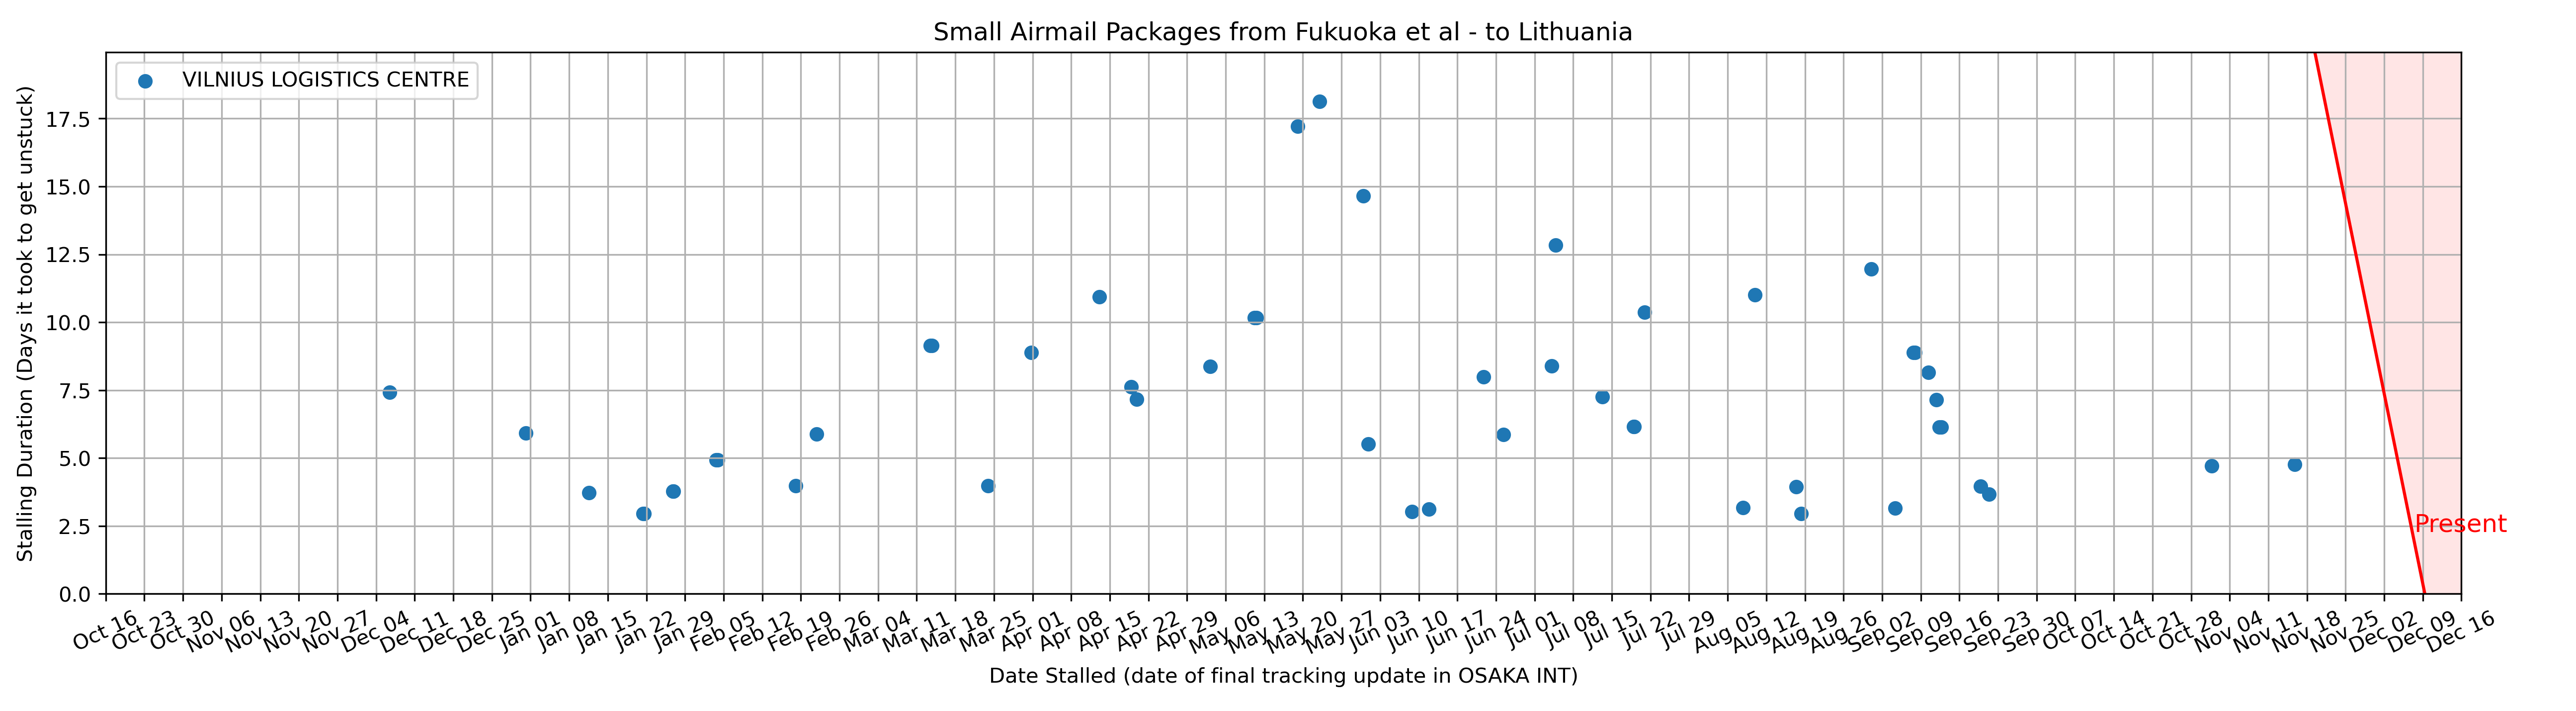 Small Airmail Packages from Fukuoka et al - to Lithuania
VILNIUS LOGISTICS CENTRE
Stalling Duration (Days it took to get unstuck)
17.5
15.0
12.5
10.0
7.5
5.0
2.5
0.0
Present
Oct 16 Oct 23 Oct 30 Nov 06 Nov 13 Nov 20 Nov 27 Dec 04 Dec 11 Dec 18 Dec 25 Jan 01 Jan 08 Jan 15 Jan 22 Jan 29 Feb 05 Feb 12 Feb 19 Feb 26 Mar 04 Mar 11 Mar 18 Mar 25 Apr 01 Apr 08 Apr 15 Apr 22 Apr 29 May 06 May 13 May 20 May 27 Jun 03 Jun 10 Jun 17 Jun 24 Jul 01 Jul 08 Jul 15 Jul 22 Jul 29 Aug 05 Aug 12 Aug 19 Aug 26 Sep 02 Sep 09 Sep 16 Sep 23 Sep 30 Oct 07 Oct 14 Oct 21 Oct 28 Nov 04 Nov 11 Nov 18 Nov 25 Dec 02 Dec 09 Dec 16
Date Stalled (date of final tracking update in OSAKA INT)